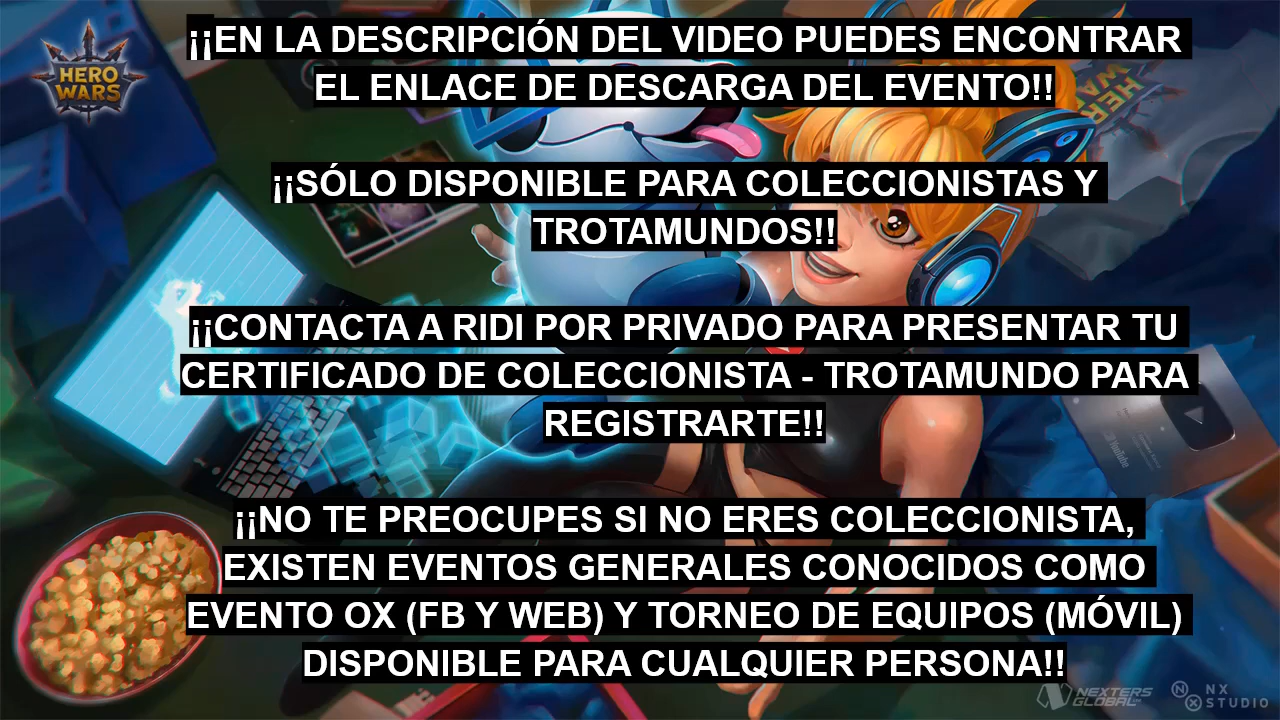 HERO
WARS
¡¡EN LA DESCRIPCIÓN DEL VIDEO PUEDES ENCONTRAR
EL ENLACE DE DESCARGA DEL EVENTO!!
¡¡SÓLO DISPONIBLE PARA COLECCIONISTAS Y
TROTAMUNDOS!!
¡¡CONTACTA A RIDI POR PRIVADO PARA PRESENTAR TU
CERTIFICADO DE COLECCIONISTA - TROTAMUNDO PARA
REGISTRARTE!!
¡¡NO TE PREOCUPES SI NO ERES COLECCIONISTA,
EXISTEN EVENTOS GENERALES CONOCIDOS COMO
EVENTO OX (FB Y WEB) Y TORNEO DE EQUIPOS (MÓVIL)
DISPONIBLE PARA CUALQUIER PERSONA!!
YouTube
NEXTERS
GLOBAL
NX
STUDIO